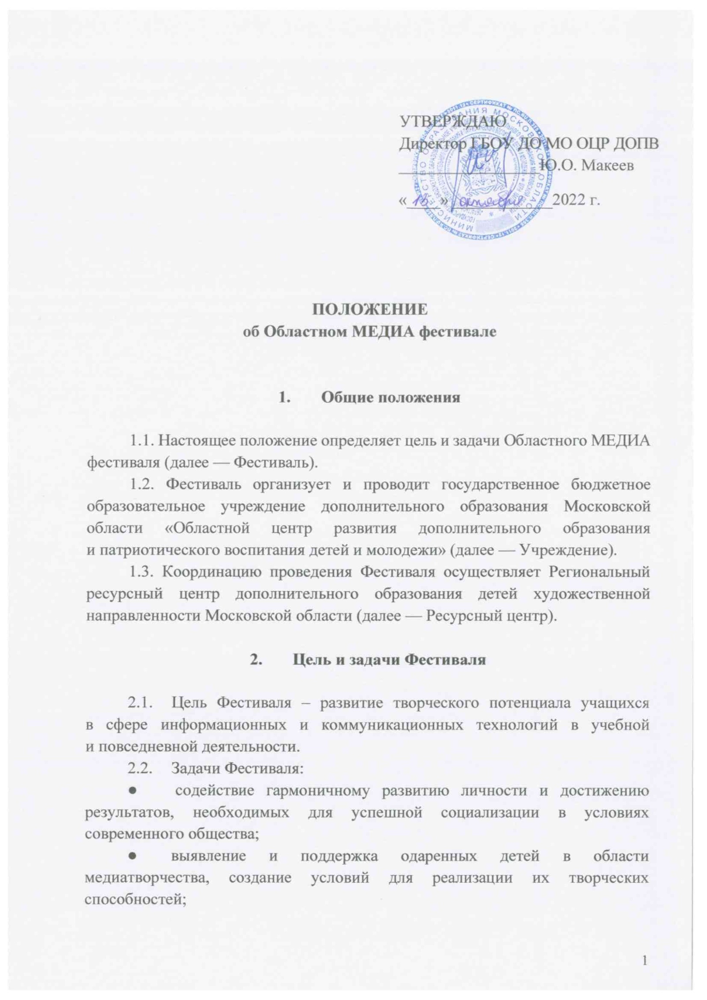 УТВЕРЖДАЮ
Директор ГБОУ ДО МО ОЦР ДОПВ
Ю.О. Макеев
« » октября 2022 г.
МИНИСТЕРСТВО ОБРАЗОВАНИЯ МОСКОВСКОЙ ОБЛАСТИ
ПОЛОЖЕНИЕ
об Областном МЕДИА фестивале
1. Общие положения
1.1. Настоящее положение определяет цель и задачи Областного МЕДИА
фестиваля (далее — Фестиваль).
1.2. Фестиваль организует и проводит государственное бюджетное
образовательное учреждение дополнительного образования Московской
области «Областной центр развития дополнительного образования
и патриотического воспитания детей и молодежи» (далее — Учреждение).
1.3. Координацию проведения Фестиваля осуществляет Региональный
ресурсный центр дополнительного образования детей художественной
направленности Московской области (далее — Ресурсный центр).
2. Цель и задачи Фестиваля
2.1. Цель Фестиваля – развитие творческого потенциала учащихся
в сфере информационных и коммуникационных технологий в учебной
и повседневной деятельности.
2.2. Задачи Фестиваля:
● содействие гармоничному развитию личности и достижению
результатов, необходимых для успешной социализации в условиях
современного общества;
● выявление и поддержка одаренных детей в области
медиатворчества, создание условий для реализации их творческих
способностей;
1